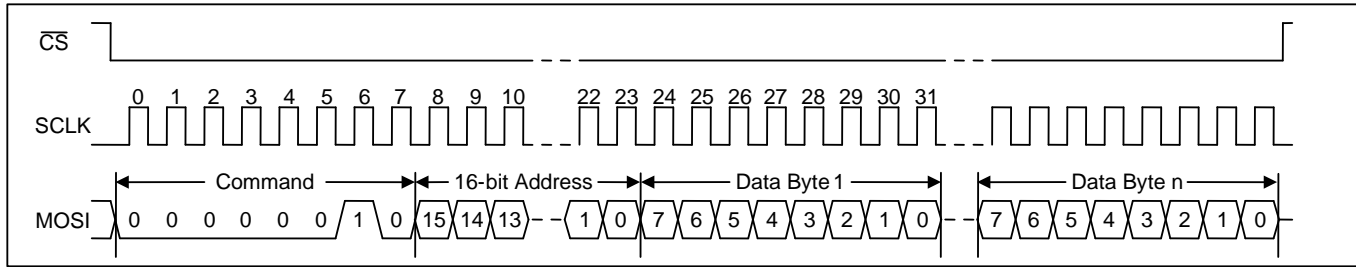 CS
0 1 2 3 4 5 6 7 8 9 10 22 23 24 25 26 27 28 29 30 31
SCLK
Command 16-bit Address Data Byte 1 Data Byte n
MOSI 0 0 0 0 0 0 1 0 15 14 13 1 0 7 6 5 4 3 2 1 0 7 6 5 4 3 2 1 0